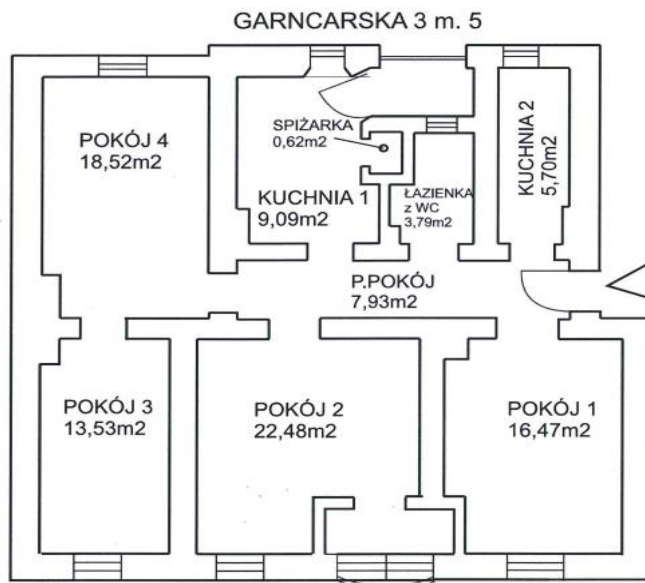 GARNCARSKA 3 m. 5
POKÓJ 4
18,52m2
SPIŻARKA
0,62m2
KUCHNIA 1
9,09m2
ŁAZIENKA
z WC
3,79m2
KUCHNIA 2
5,70m2
P.POKÓJ
7,93m2
POKÓJ 3
13,53m2
POKÓJ 2
22,48m2
POKÓJ 1
16,47m2